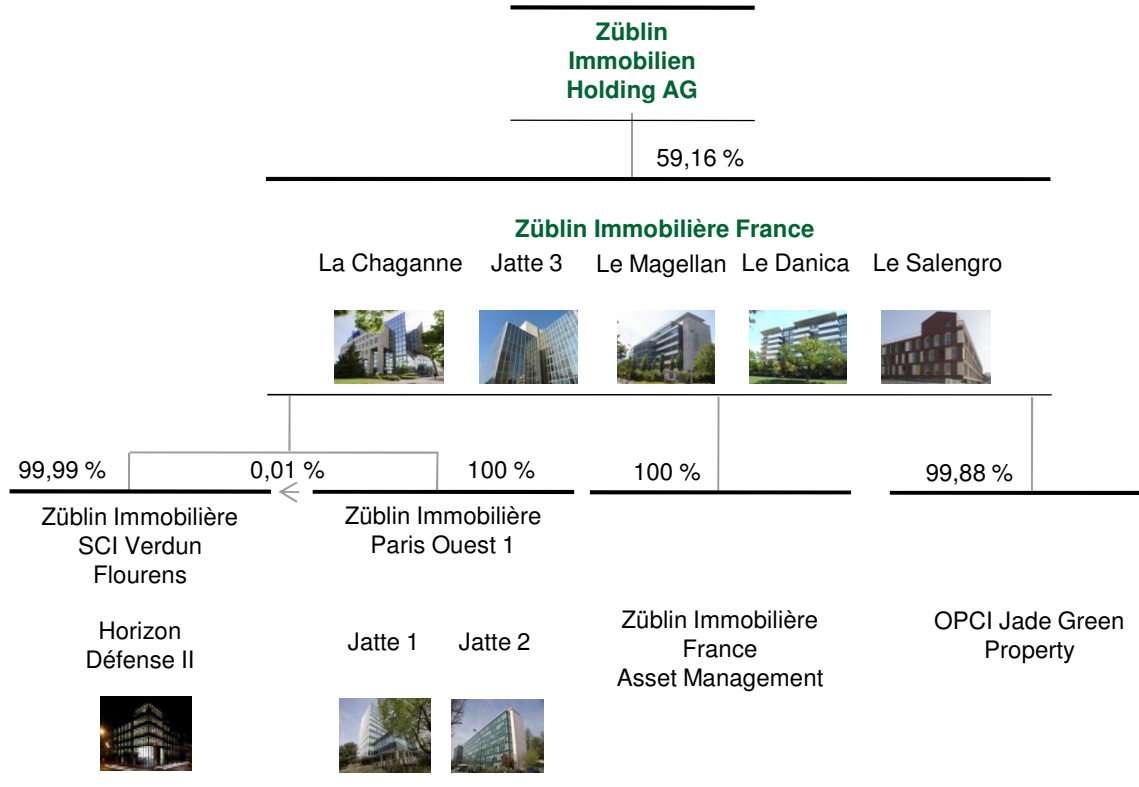 Züblin
Immobilien
Holding AG
59,16 %
Züblin Immobilière France
La Chaganne Jatte 3 Le Magellan Le Danica Le Salengro
99,99 % 0,01 % 100 % 100 % 99,88 %
Züblin Immobilière
SCI Verdun
Flourens
Züblin Immobilière
Paris Ouest 1
Horizon
Défense II
Jatte 1 Jatte 2
Züblin Immobilière
France
Asset Management
OPCI Jade Green
Property